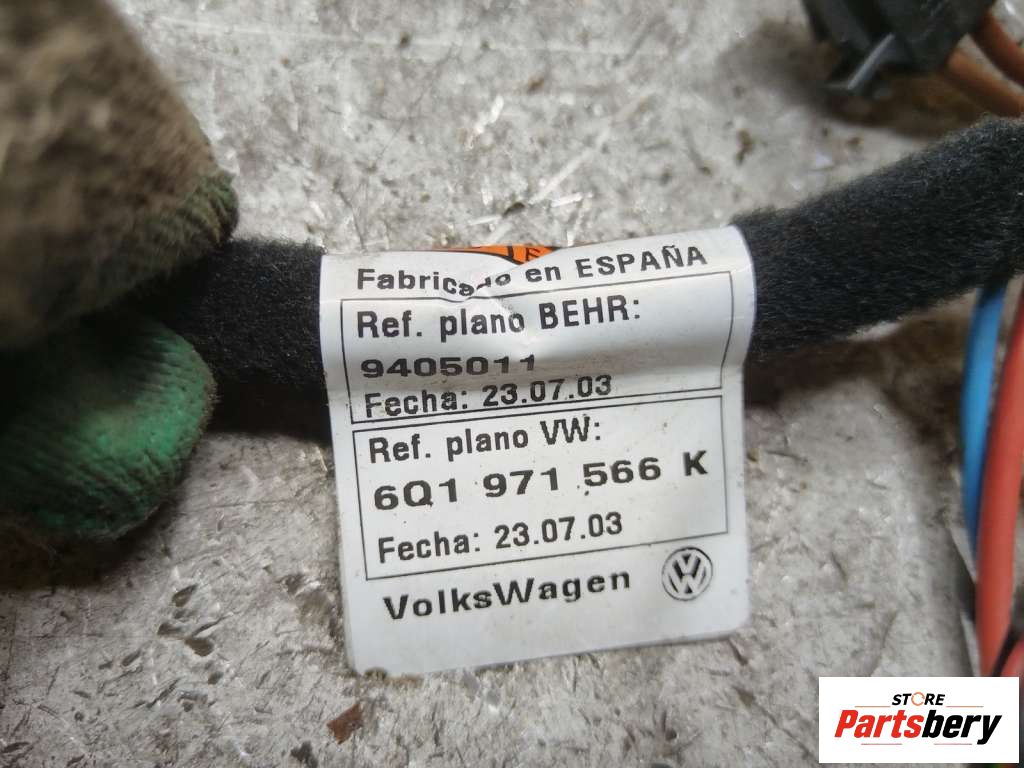 Fabricado en ESPAÑA
Ref. plano BEHR:
9405011
Fecha: 23.07.03
Ref. plano VW:
6Q1 971 566 K
Fecha: 23.07.03
VolksWagen
STORE
Partsbery